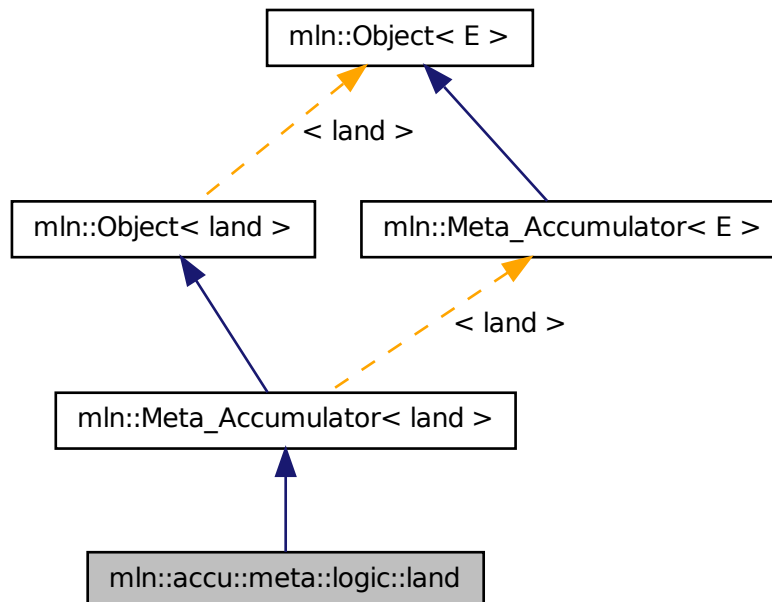 mln::Object< E >
< land >
mln::Object< land >
mln::Meta_Accumulator< E >
< land >
mln::Meta_Accumulator< land >
mln::accu::meta::logic::land